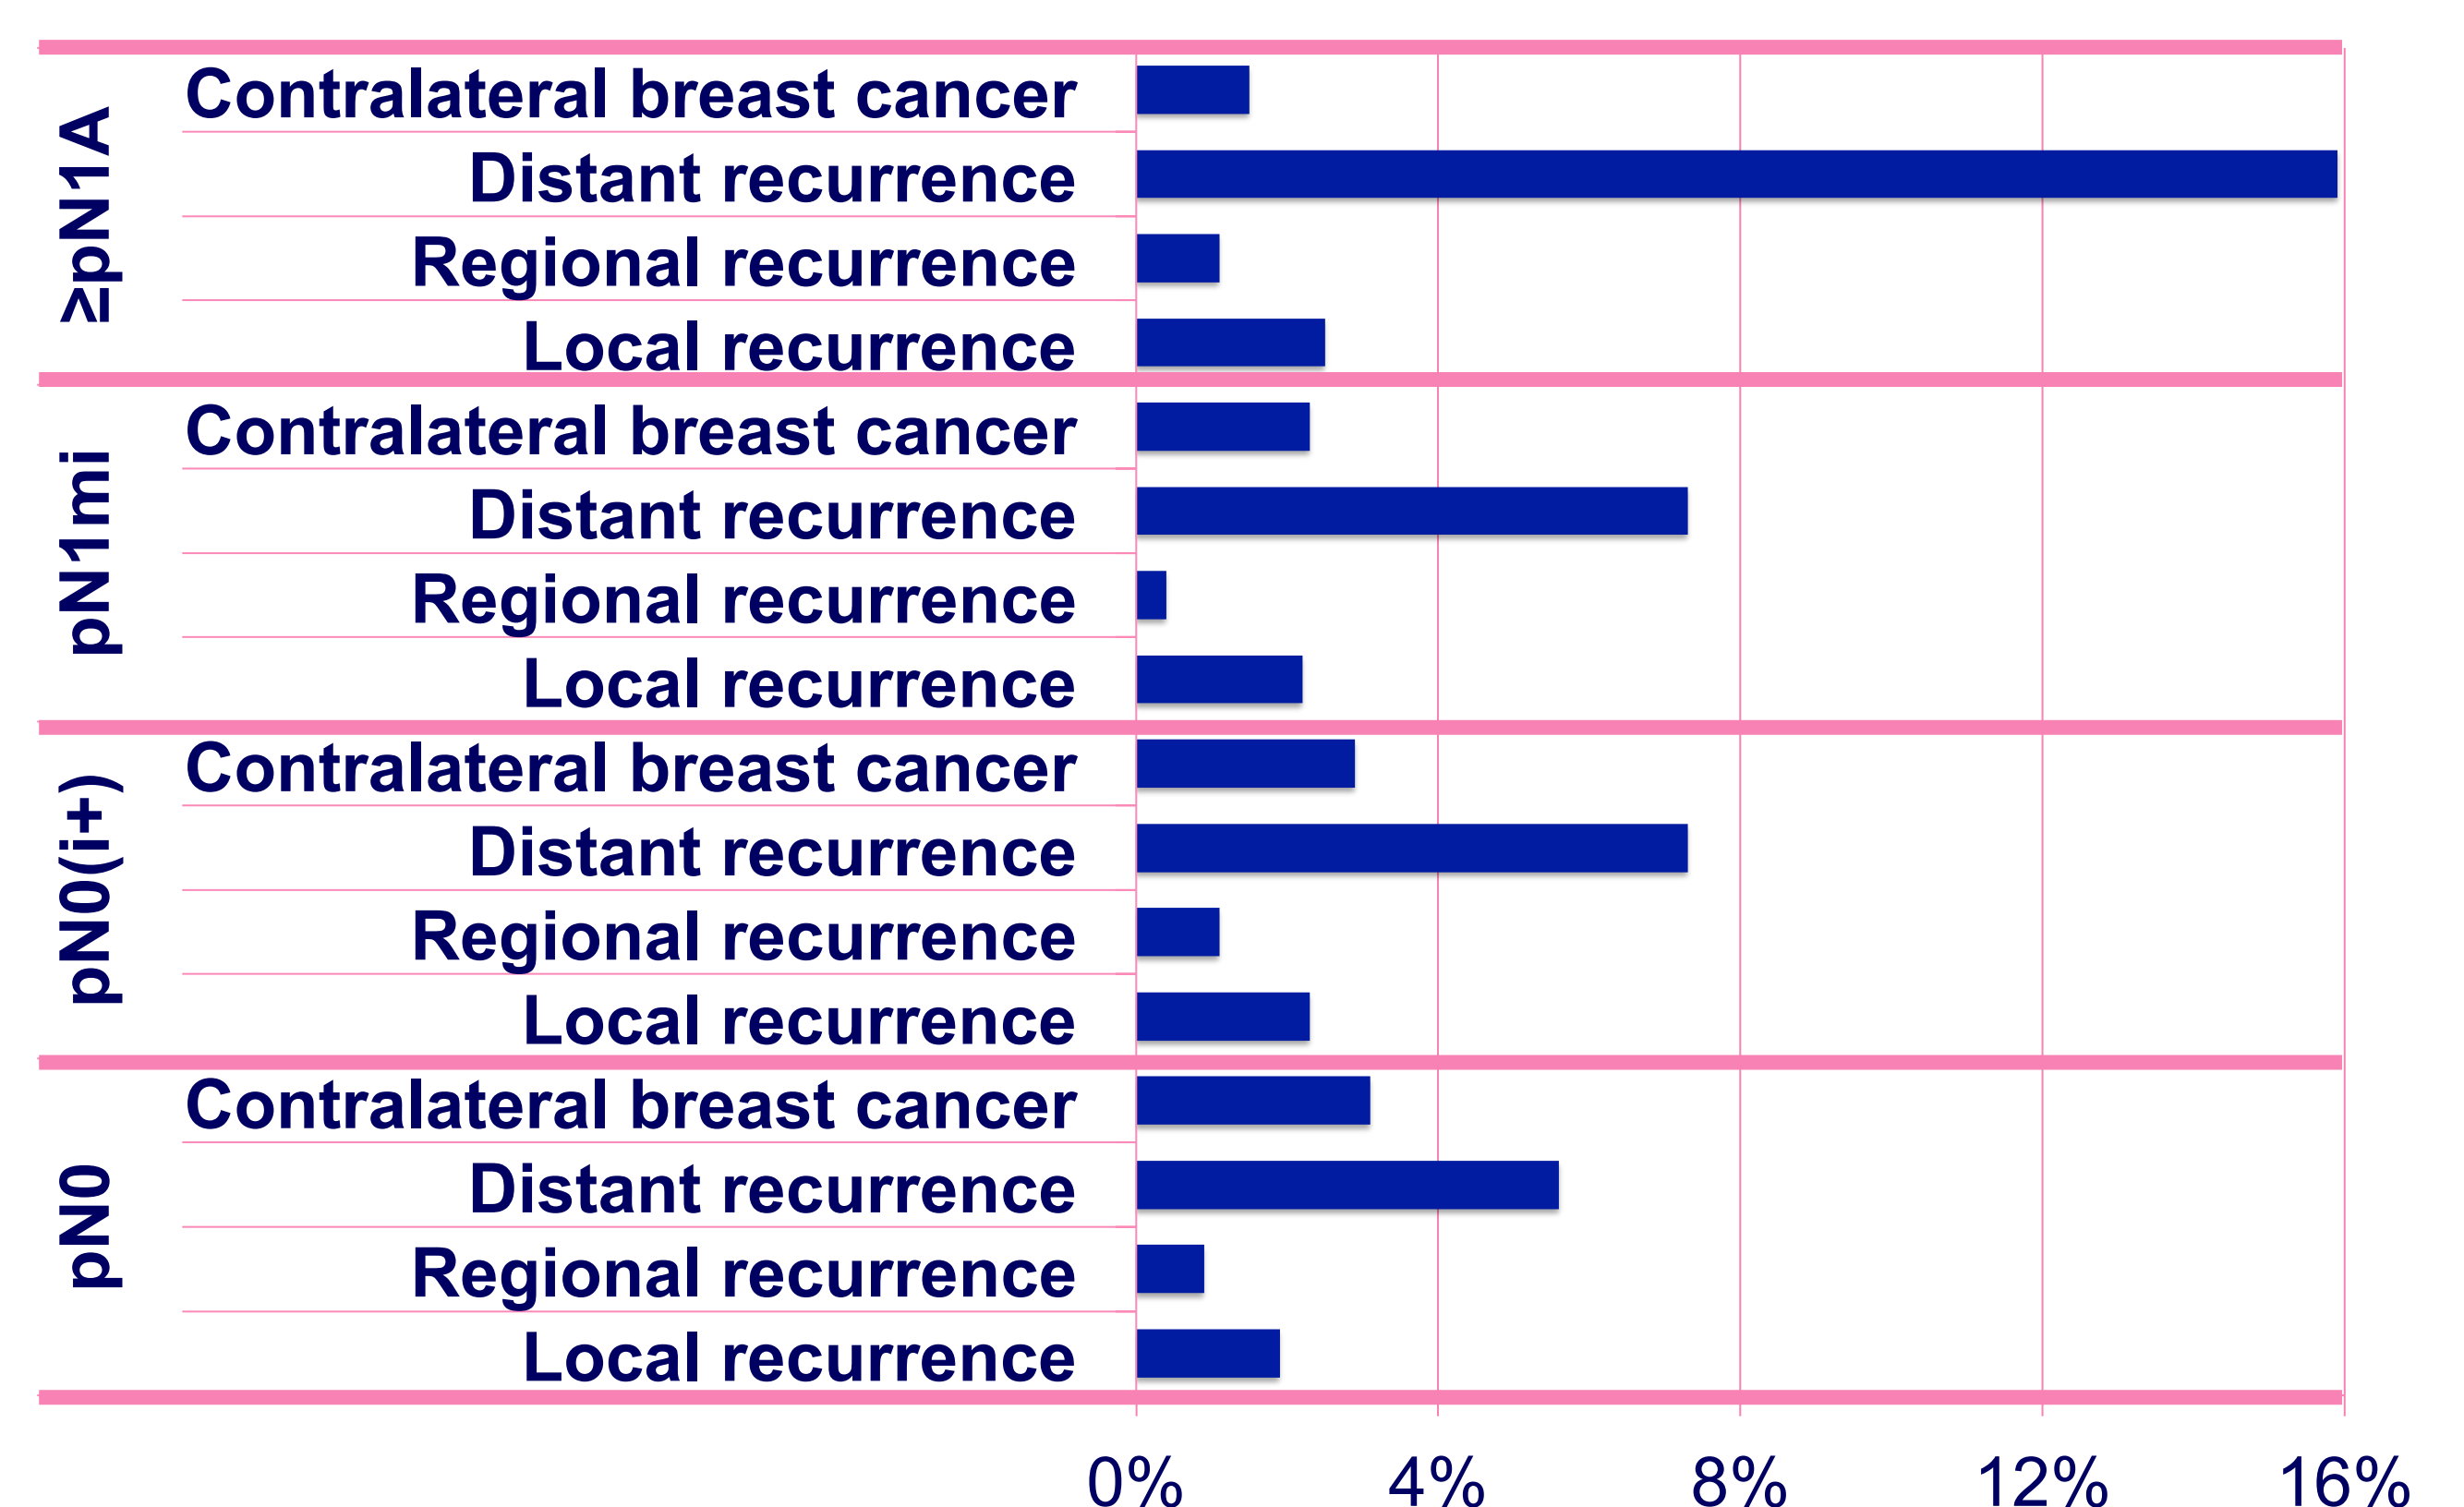 ≥pN1A
Contralateral breast cancer
Distant recurrence
Regional recurrence
Local recurrence
pN1mi
Contralateral breast cancer
Distant recurrence
Regional recurrence
Local recurrence
pN0(i+)
Contralateral breast cancer
Distant recurrence
Regional recurrence
Local recurrence
pN0
Contralateral breast cancer
Distant recurrence
Regional recurrence
Local recurrence
0% 4% 8% 12% 16%